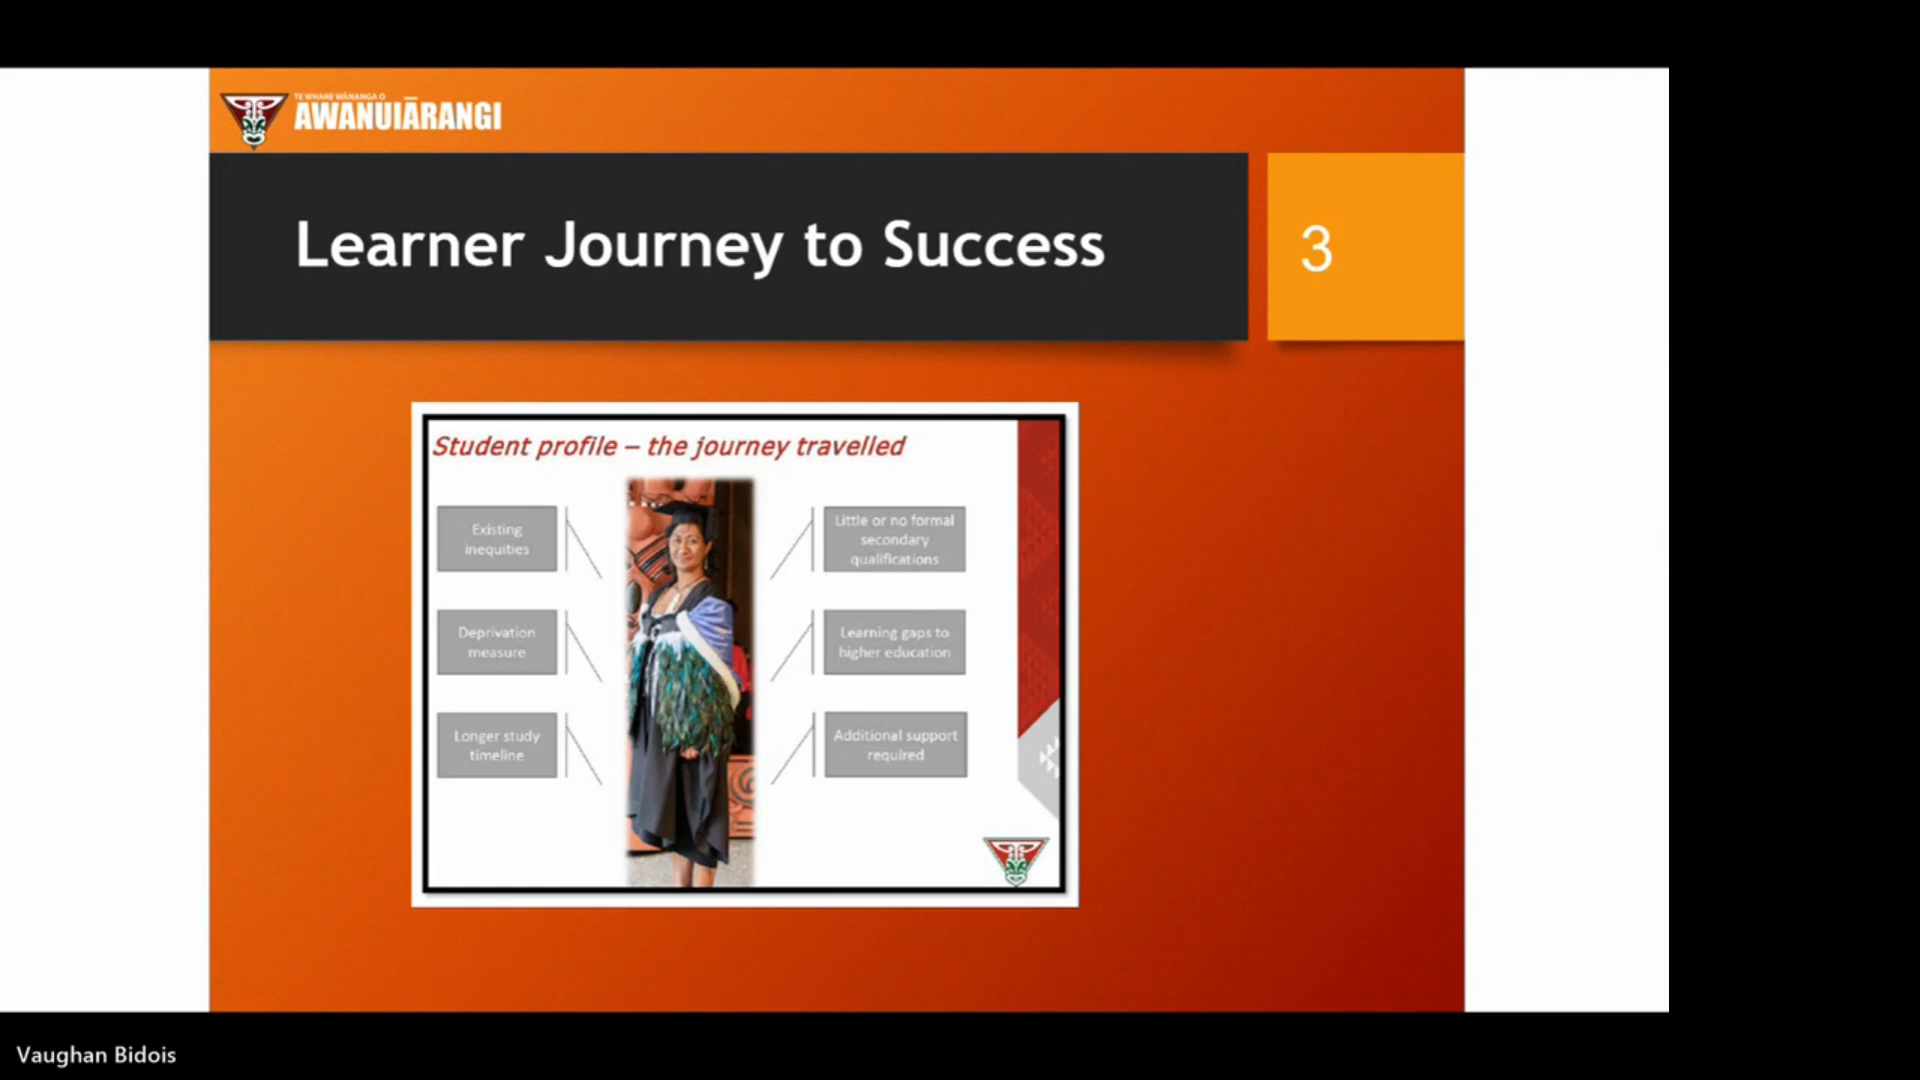 TE WHARE WĀNANGA O
AWANUIĀRANGI
Learner Journey to Success
3
Student profile – the journey travelled
Existing
inequities
Little or no formal
secondary
qualifications
Deprivation
measure
Learning gaps to
higher education
Longer study
timeline
Additional support
required
Vaughan Bidois